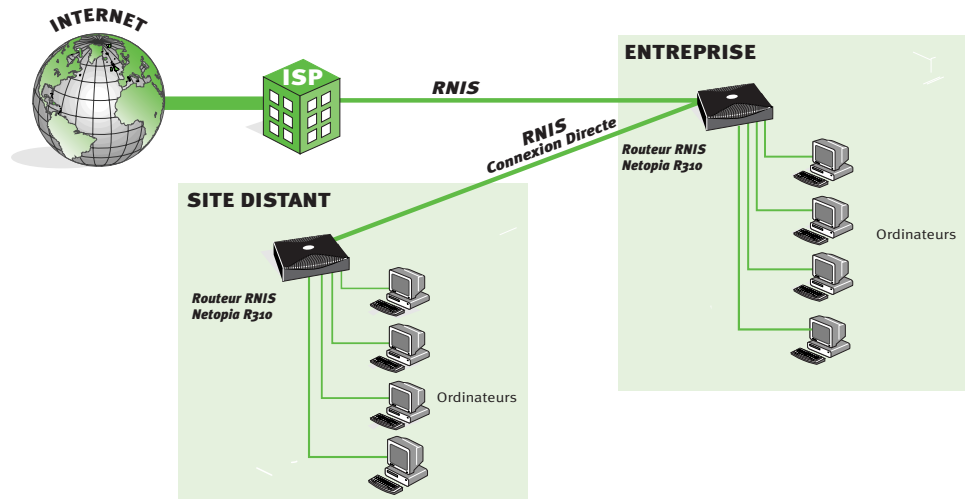 INTERNET
ISP
RNIS
RNIS
Connexion Directe
ENTREPRISE
Routeur RNIS
Netopia R310
Ordinateurs
SITE DISTANT
Routeur RNIS
Netopia R310
Ordinateurs